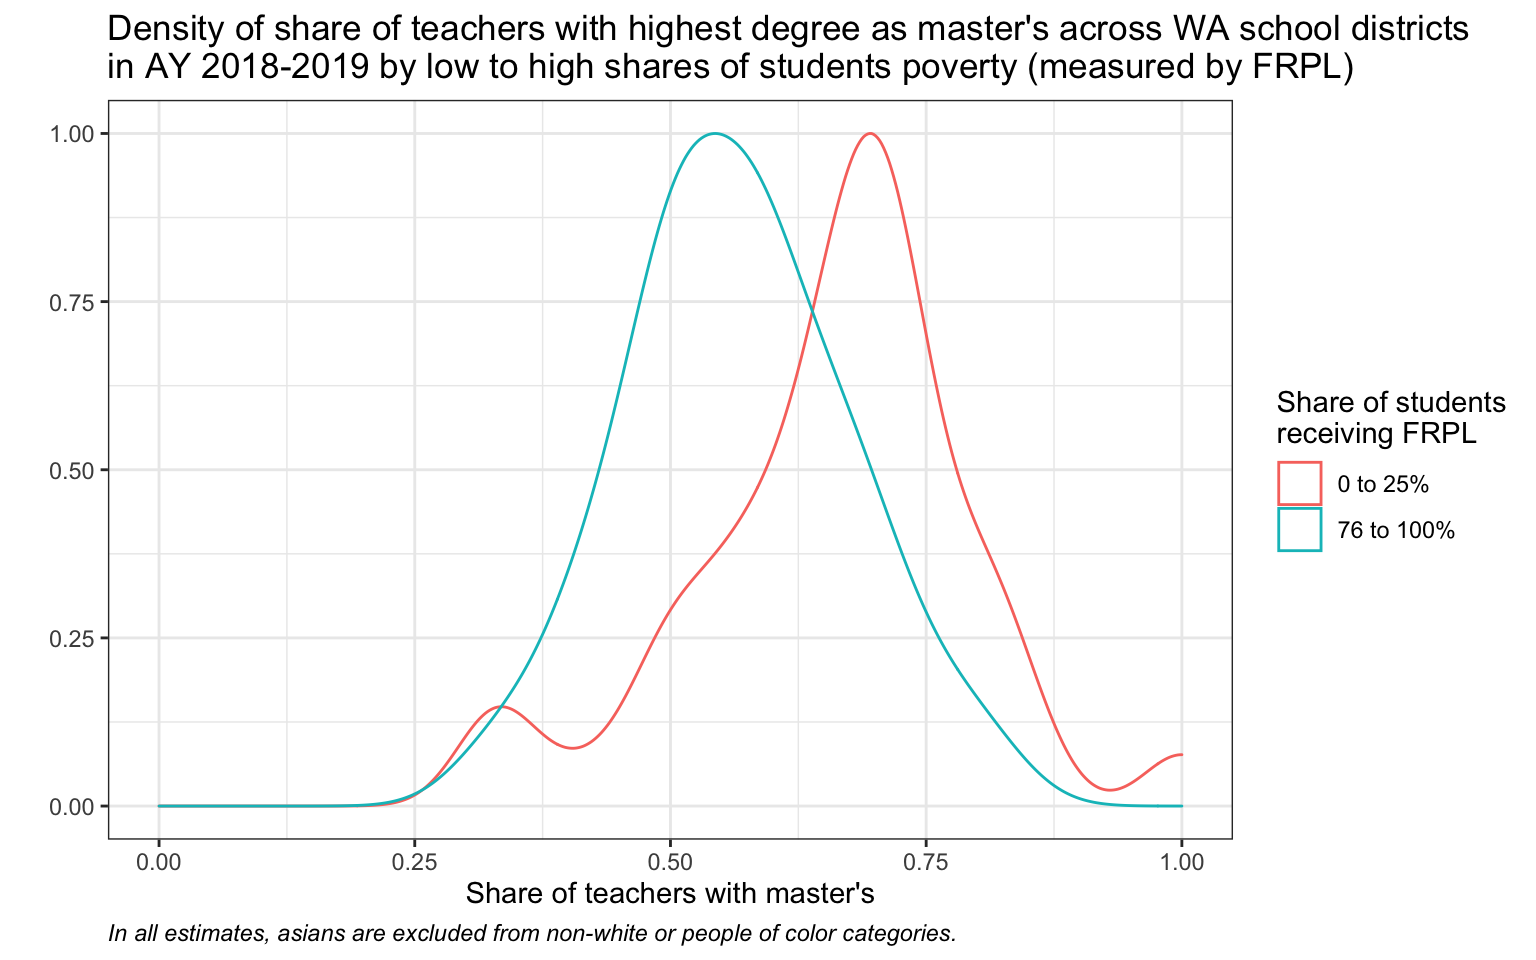 Density of share of teachers with highest degree as master's across WA school districts
in AY 2018-2019 by low to high shares of students poverty (measured by FRPL)
1.00
0.75
0.50
0.25
0.00
0.00 0.25 0.50 0.75 1.00
Share of teachers with master's
In all estimates, asians are excluded from non-white or people of color categories.
Share of students
receiving FRPL
0 to 25%
76 to 100%